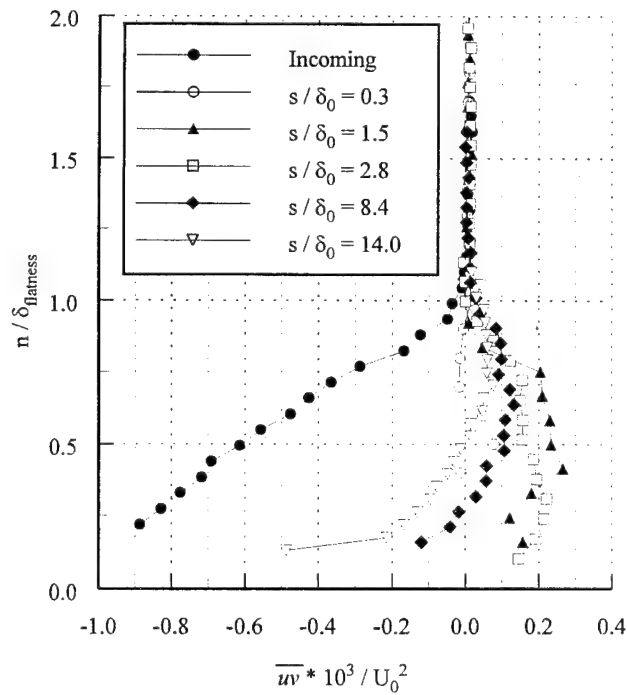 2.0
1.5
1.0
0.5
0.0
n / δflatness
Incoming
s / δ₀ = 0.3
s / δ₀ = 1.5
s / δ₀ = 2.8
s / δ₀ = 8.4
s / δ₀ = 14.0
-1.0 -0.8 -0.6 -0.4 -0.2 0.0 0.2 0.4
u̅v̅ * 10³ / U₀²